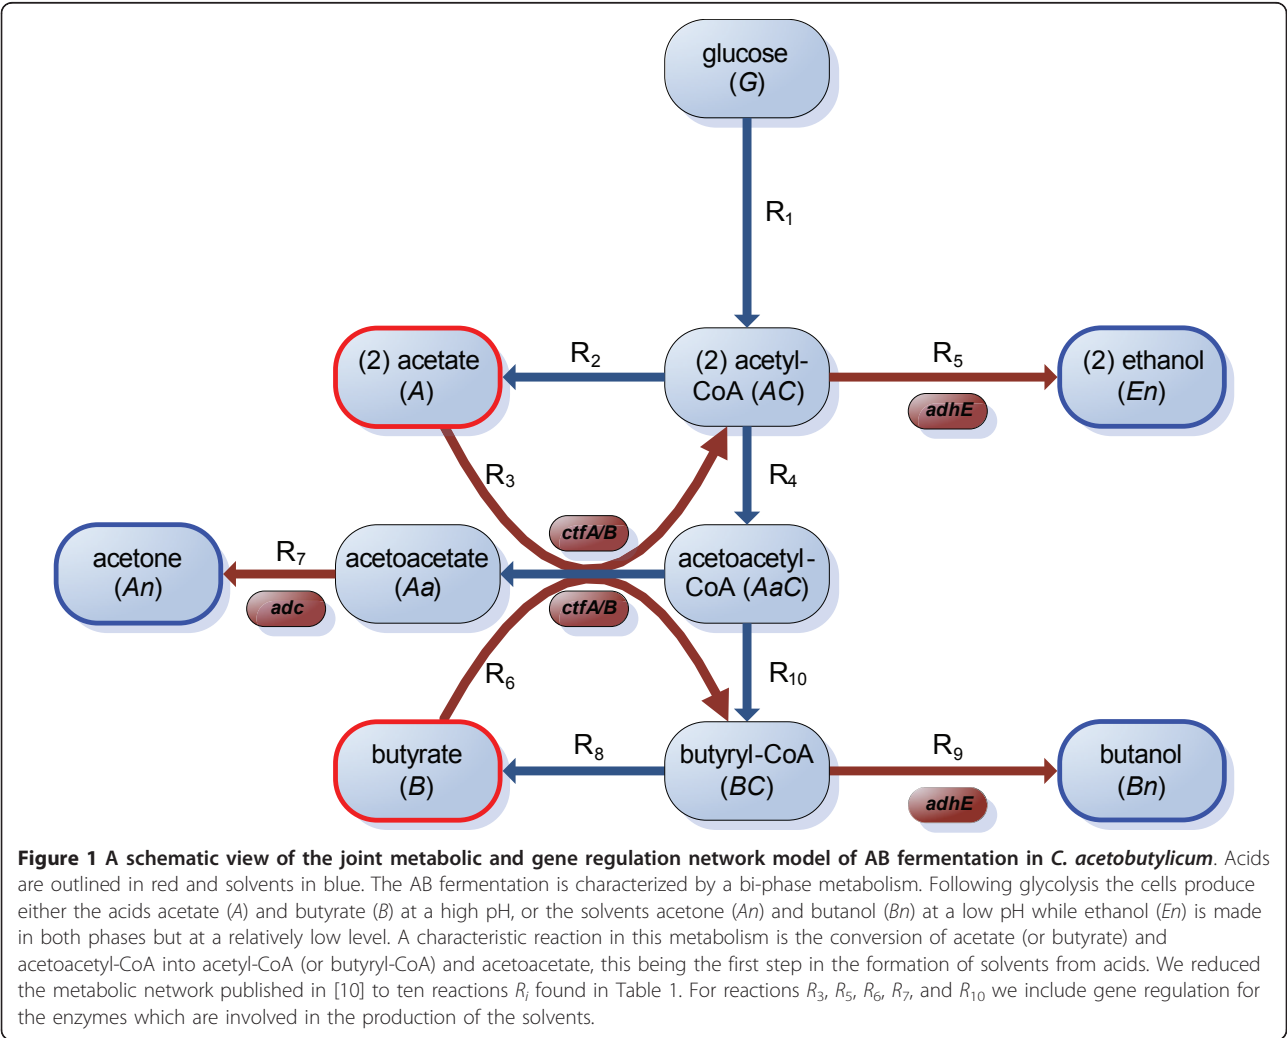 glucose
(G)
R1
(2) acetate
(A)
R2
(2) acetyl-
CoA (AC)
R5
adhE
(2) ethanol
(En)
R3
R4
ctfA/B
acetone
(An)
R7
adc
acetoacetate
(Aa)
acetoacetyl-
CoA (AaC)
ctfA/B
R6
R10
butyrate
(B)
R8
butyryl-CoA
(BC)
R9
adhE
butanol
(Bn)
Figure 1 A schematic view of the joint metabolic and gene regulation network model of AB fermentation in C. acetobutylicum. Acids
are outlined in red and solvents in blue. The AB fermentation is characterized by a bi-phase metabolism. Following glycolysis the cells produce
either the acids acetate (A) and butyrate (B) at a high pH, or the solvents acetone (An) and butanol (Bn) at a low pH while ethanol (En) is made
in both phases but at a relatively low level. A characteristic reaction in this metabolism is the conversion of acetate (or butyrate) and
acetoacetyl-CoA into acetyl-CoA (or butyryl-CoA) and acetoacetate, this being the first step in the formation of solvents from acids. We reduced
the metabolic network published in [10] to ten reactions Ri found in Table 1. For reactions R3, R5, R6, R7, and R10 we include gene regulation for
the enzymes which are involved in the production of the solvents.